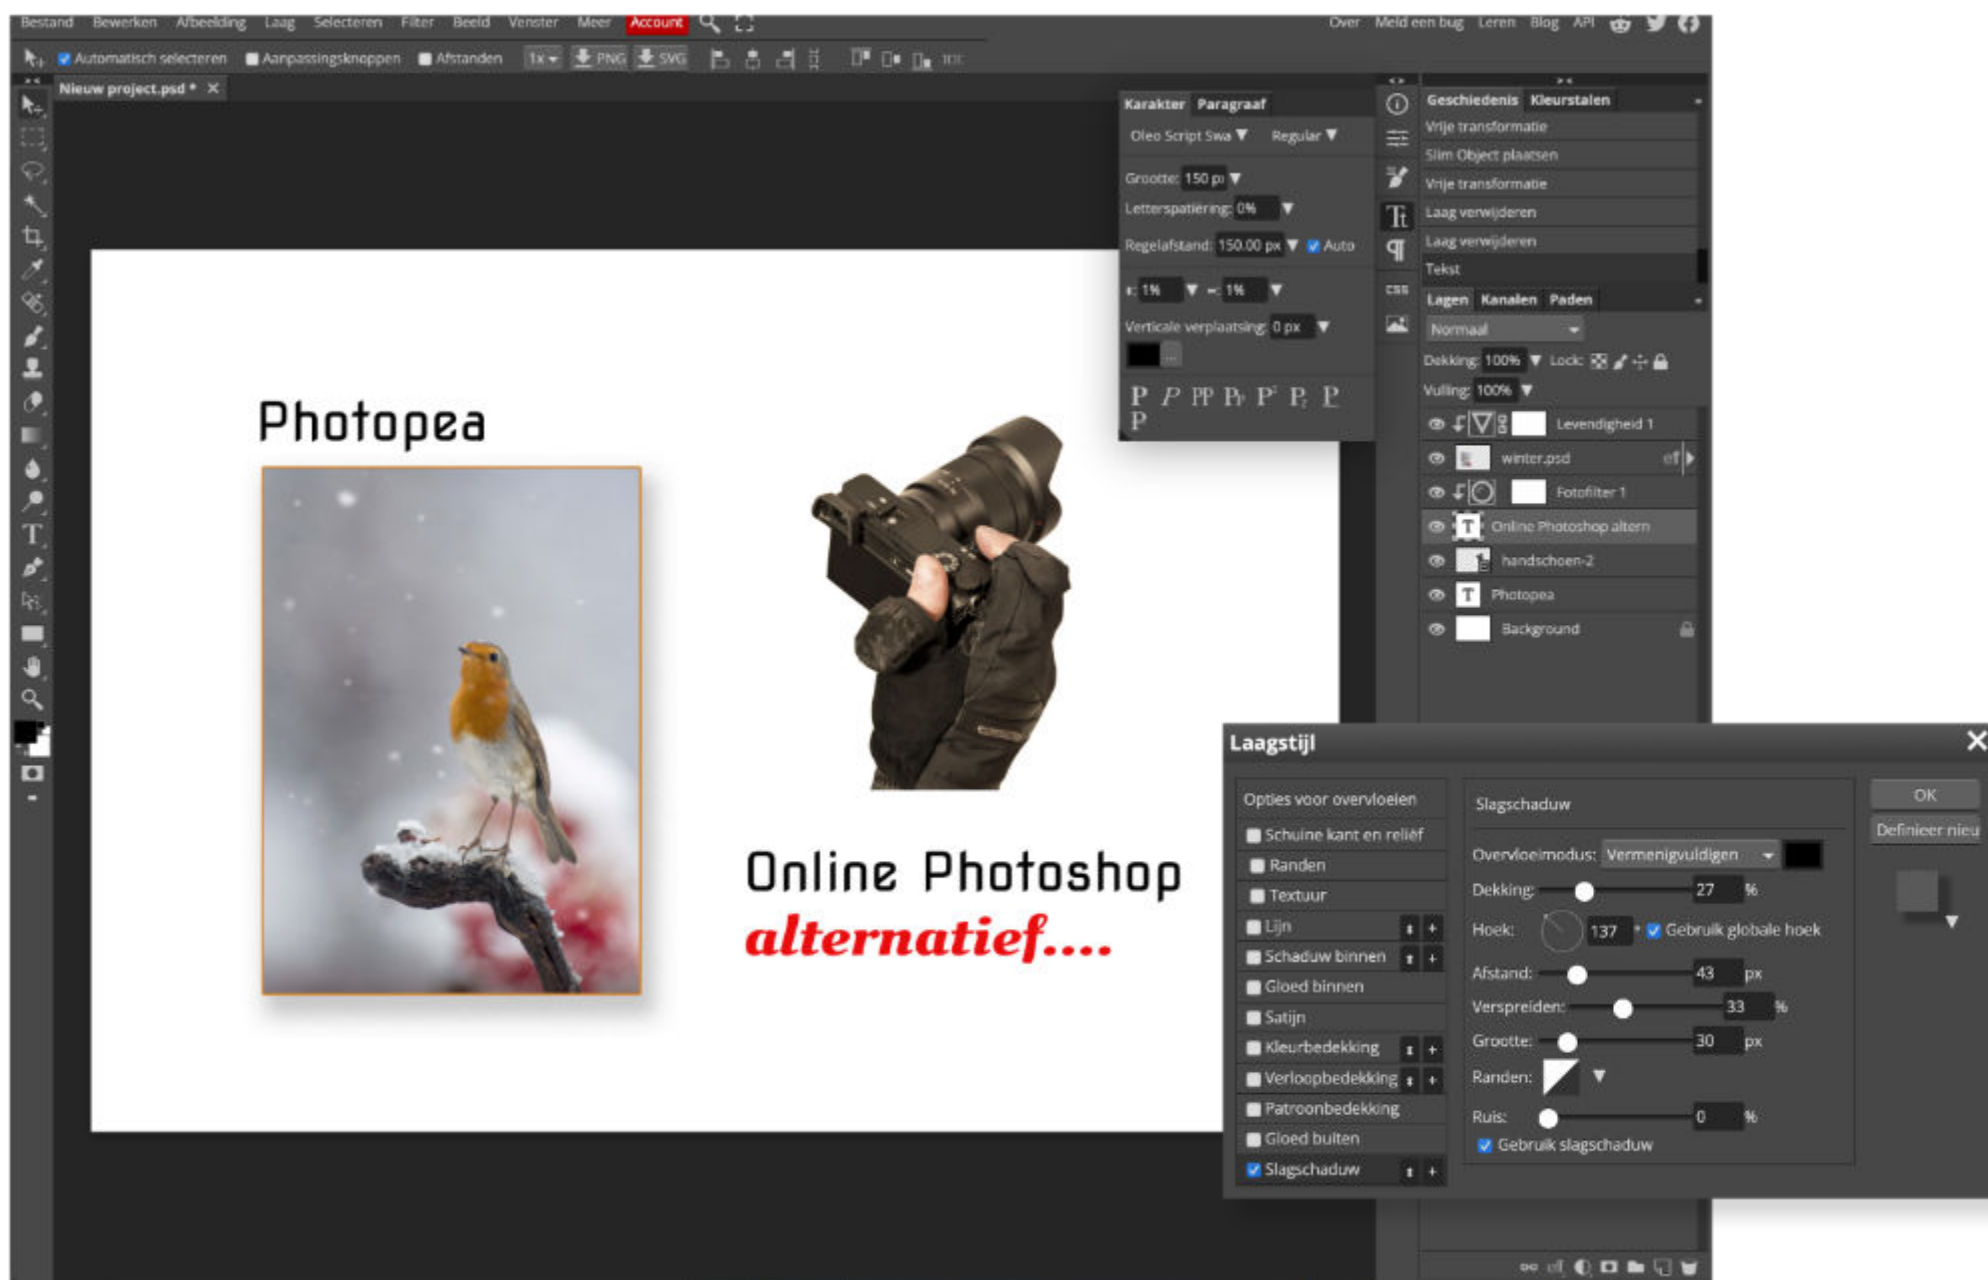 Bestand Bewerken Afbeelding Laag Selecteren Filter Beeld Venster Meer Account
Over Meld een bug Leren Blog API
Automatisch selecteren Aanpassingsknoppen Afstanden 1x PNG SVG
Nieuw project.psd *
Karakter Paragraaf
Oleo Script Swa Regular
Grootte: 150 px
Letterspatiëring: 0%
Regelafstand: 150.00 px Auto
1% 1%
Verticale verplaatsing: 0 px
...
CSS
Geschiedenis Kleurstalen
Vrije transformatie
Slim Object plaatsen
Vrije transformatie
Laag verwijderen
Laag verwijderen
Tekst
Lagen Kanalen Paden
Normaal
Dekking: 100% Lock:
Vulling: 100%
Levendigheid 1
winter.psd eff
Fotofilter 1
Online Photoshop altern
handschoen-2
Photopea
Background
Photopea
Online Photoshop
alternatief....
Laagstijl
Opties voor overvloeien
Schuine kant en reliëf
Randen
Textuur
Lijn
Schaduw binnen
Gloed binnen
Satijn
Kleurbedekking
Verloopbedekking
Patroonbedekking
Gloed buiten
Slagschaduw
Slagschaduw
Overvloeimodus: Vermenigvuldigen
Dekking: 27 %
Hoek: 137 ° Gebruik globale hoek
Afstand: 43 px
Verspreiden: 33 %
Grootte: 30 px
Randen:
Ruis: 0 %
Gebruik slagschaduw
OK
Definieer nieu
eff